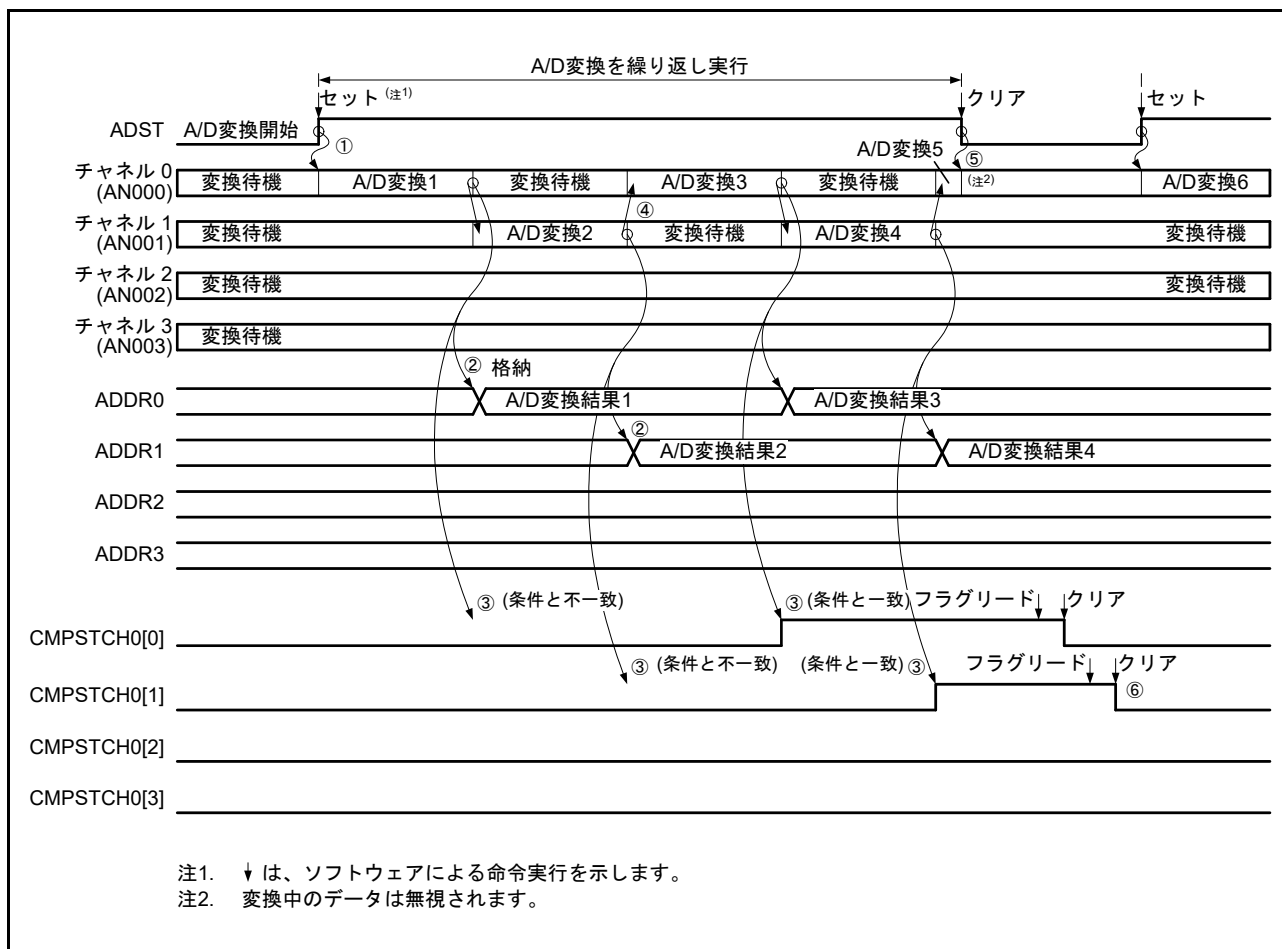 A/D変換を繰り返し実行
セット (注1)
クリア
セット
ADST
A/D変換開始
①
A/D変換5
⑤
チャネル 0
(AN000)
変換待機
A/D変換1
変換待機
A/D変換3
変換待機
(注2)
A/D変換6
④
チャネル 1
(AN001)
変換待機
A/D変換2
変換待機
A/D変換4
変換待機
チャネル 2
(AN002)
変換待機
変換待機
チャネル 3
(AN003)
変換待機
② 格納
ADDR0
A/D変換結果1
A/D変換結果3
②
ADDR1
A/D変換結果2
A/D変換結果4
ADDR2
ADDR3
③ (条件と不一致)
③ (条件と一致)
フラグリード
クリア
CMPSTCH0[0]
③ (条件と不一致)
(条件と一致) ③
フラグリード
クリア
CMPSTCH0[1]
⑥
CMPSTCH0[2]
CMPSTCH0[3]
注1. ↓ は、ソフトウェアによる命令実行を示します。
注2. 変換中のデータは無視されます。